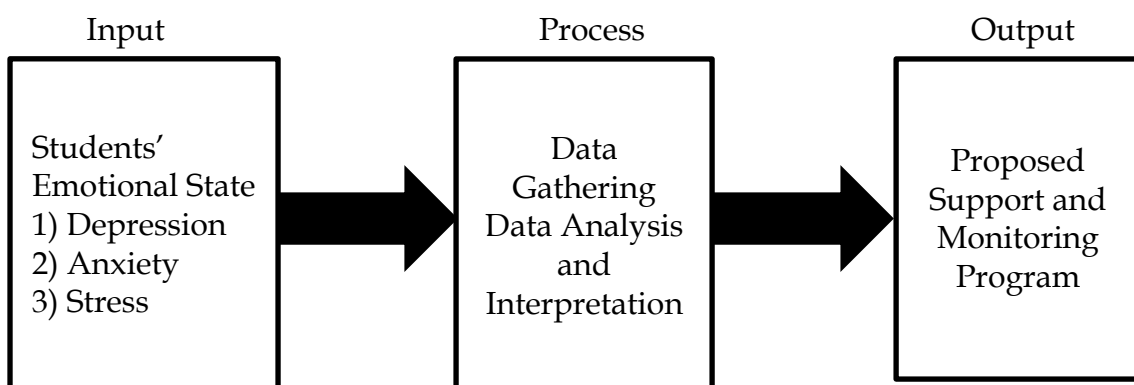 Input
Students’
Emotional State
1) Depression
2) Anxiety
3) Stress
Process
Data
Gathering
Data Analysis
and
Interpretation
Output
Proposed
Support and
Monitoring
Program